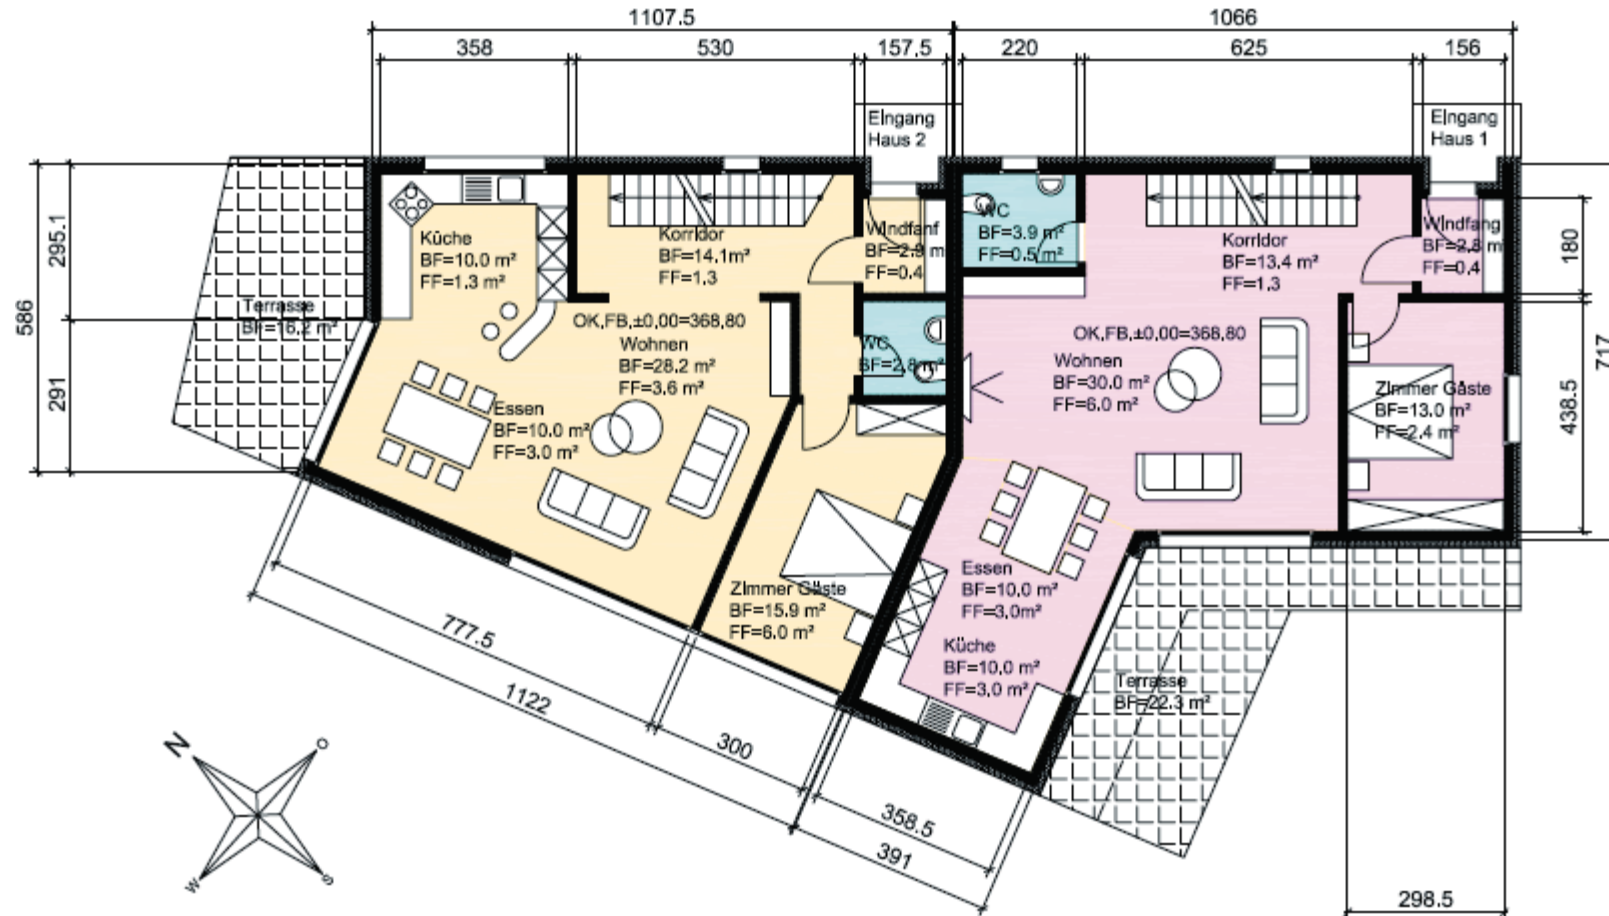 1107.5
1066
358
530
157.5
220
625
156
EIngang
Haus 2
EIngang
Haus 1
295.1
586
291
Küche
BF=10.0 m²
FF=1.3 m²
Korrldor
BF=14.1m²
FF=1.3
Wlndfanf
BF=2.9 m
FF=0.4
WC
BF=3.9 m²
FF=0.5 m²
Korrldor
BF=13.4 m²
FF=1.3
Wlndfang
BF=2.8 m
FF=0.4
180
Terrasse
BF=16.2 m²
OK,FB,±0,00=368,80
Wohnen
BF=28.2 m²
FF=3.6 m²
WC
BF=2.8 m²
OK,FB,±0,00=368,80
Wohnen
BF=30.0 m²
FF=6.0 m²
ZImmer Gäste
BF=13.0 m²
FF=2.4 m²
438.5
717
Essen
BF=10.0 m²
FF=3.0 m²
ZImmer Gäste
BF=15.9 m²
FF=6.0 m²
Essen
BF=10.0 m²
FF=3.0m²
Küche
BF=10.0 m²
FF=3.0 m²
Terrasse
BF=22.3 m²
777.5
1122
300
358.5
391
298.5
N
O
W
S